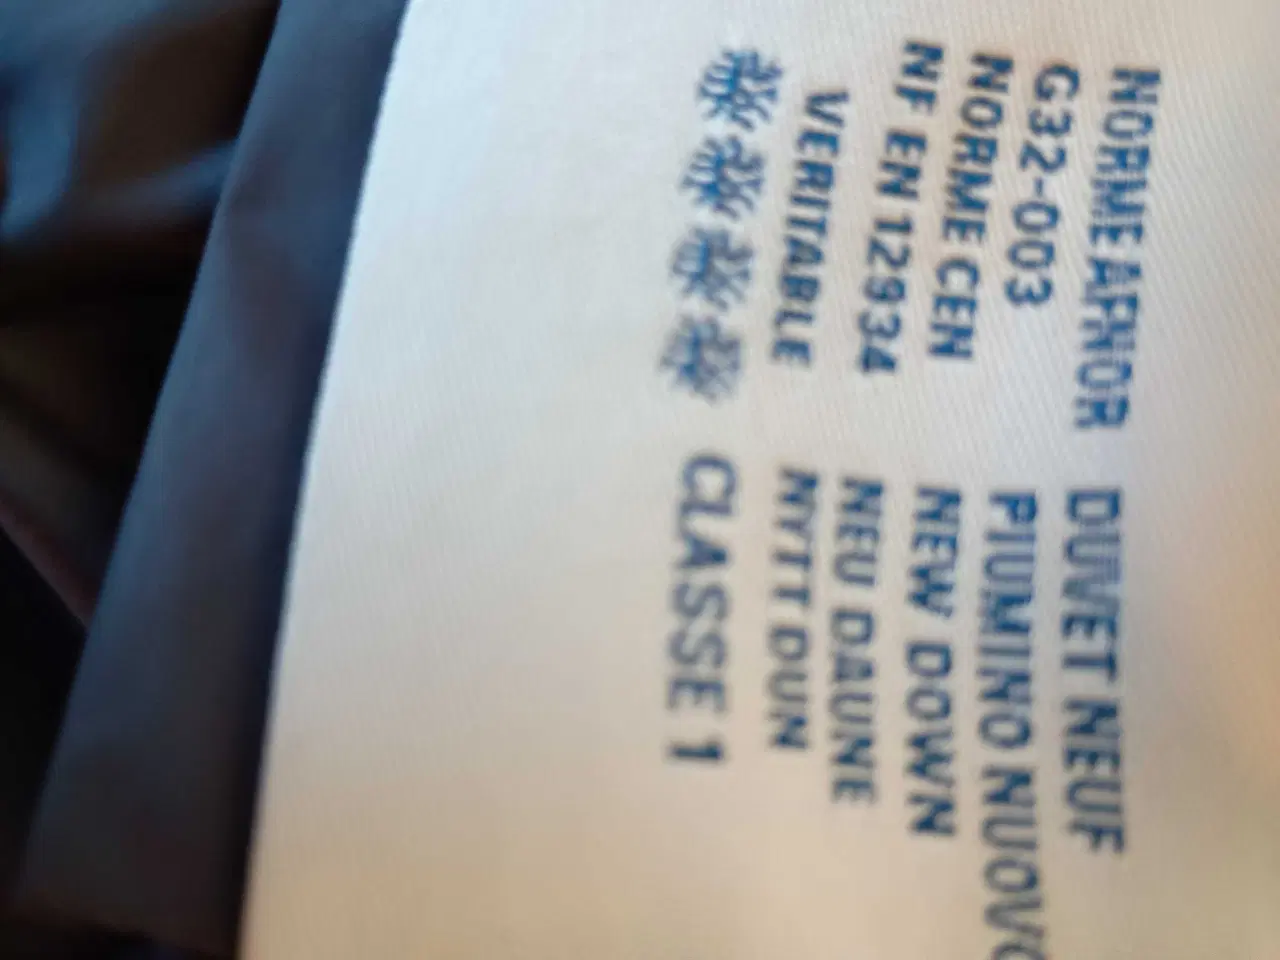 NORME AFNOR
G32-003
NORME CEN
NF EN 12934
VERITABLE
DUVET NEUF
PIUMINO NUOVO
NEW DOWN
NEU DAUNE
NYTT DUN
CLASSE 1